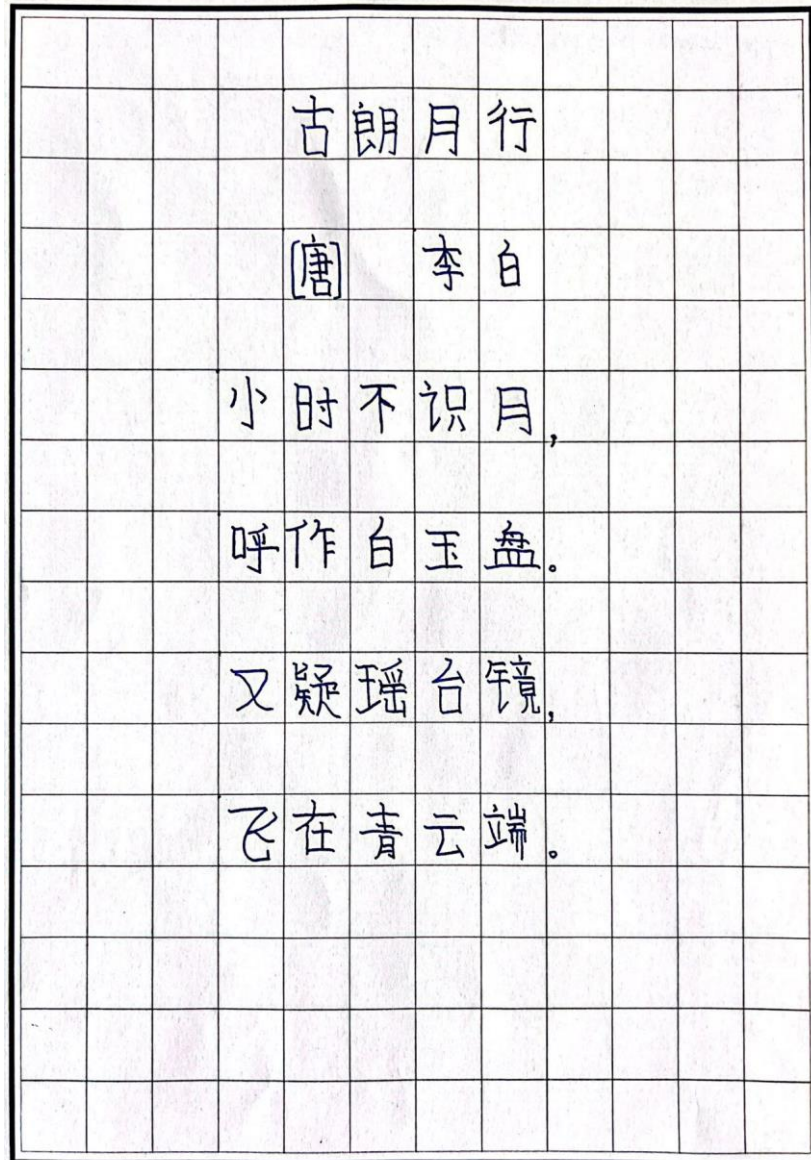 古朗月行
[唐] 李白
小时不识月,
呼作白玉盘。
又疑瑶台镜,
飞在青云端。